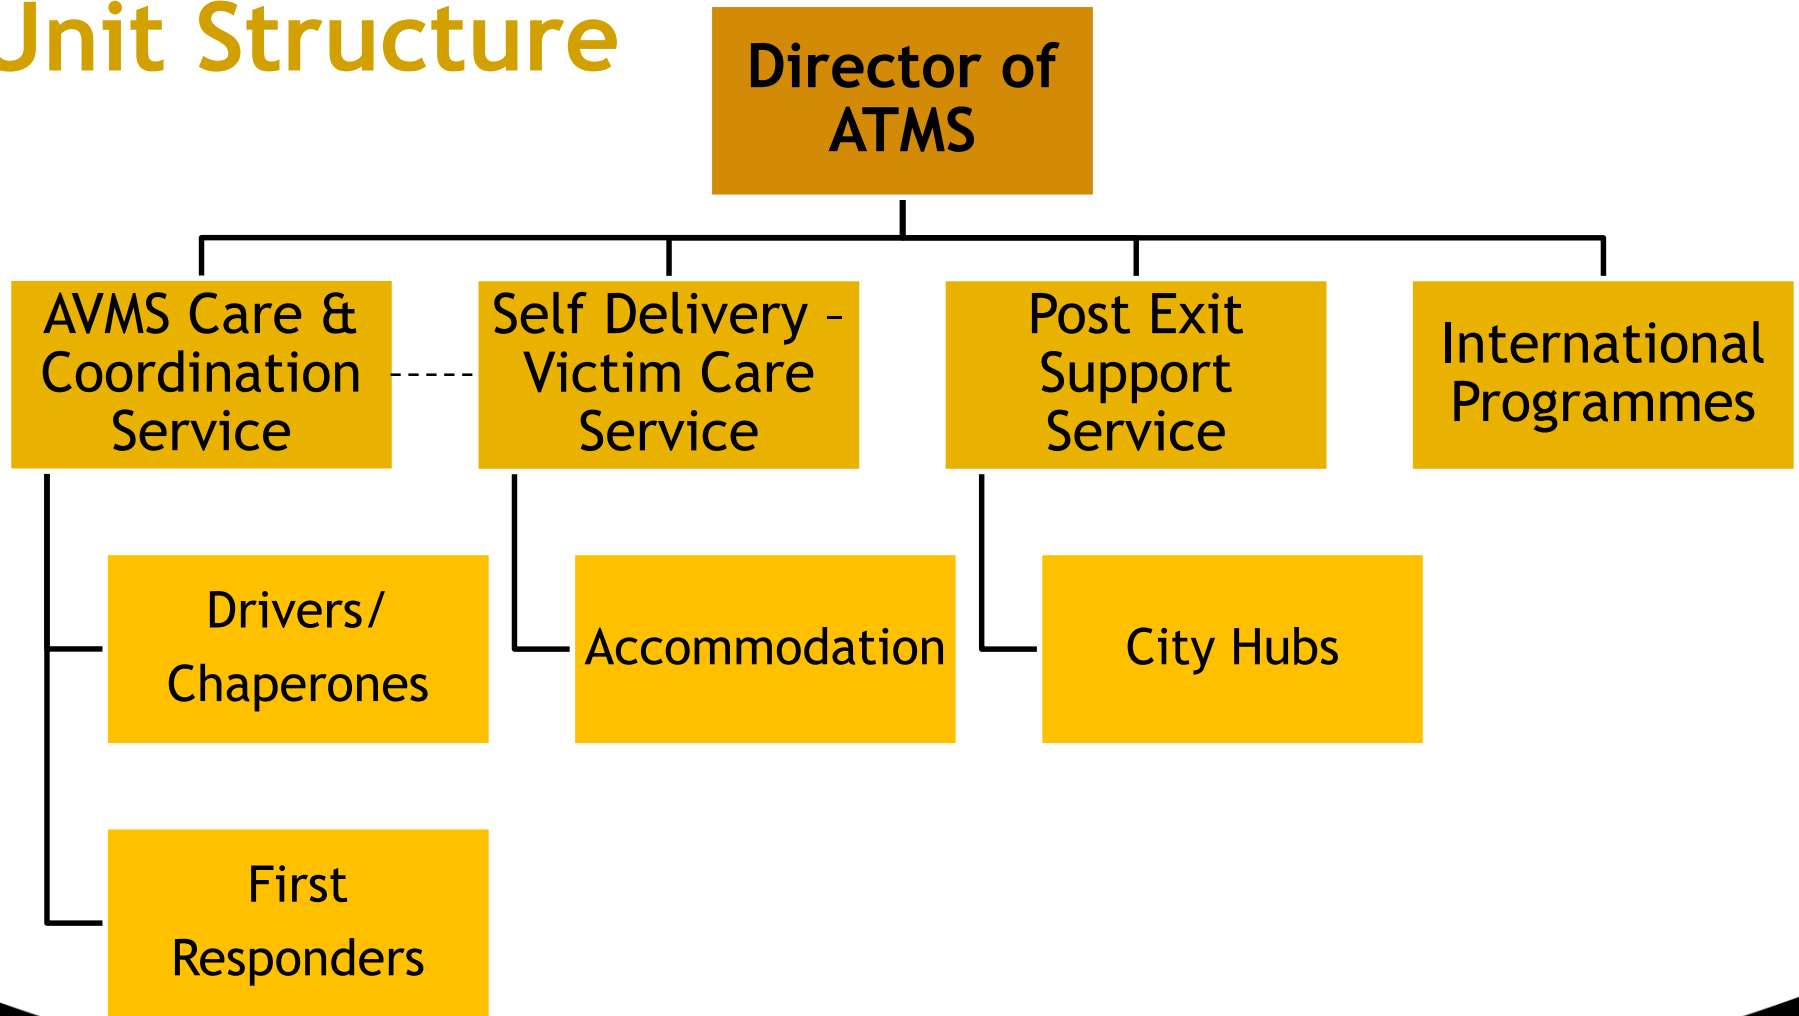 Unit Structure
Director of
ATMS
AVMS Care &
Coordination
Service
Self Delivery –
Victim Care
Service
Post Exit
Support
Service
International
Programmes
Drivers/
Chaperones
Accommodation
City Hubs
First
Responders